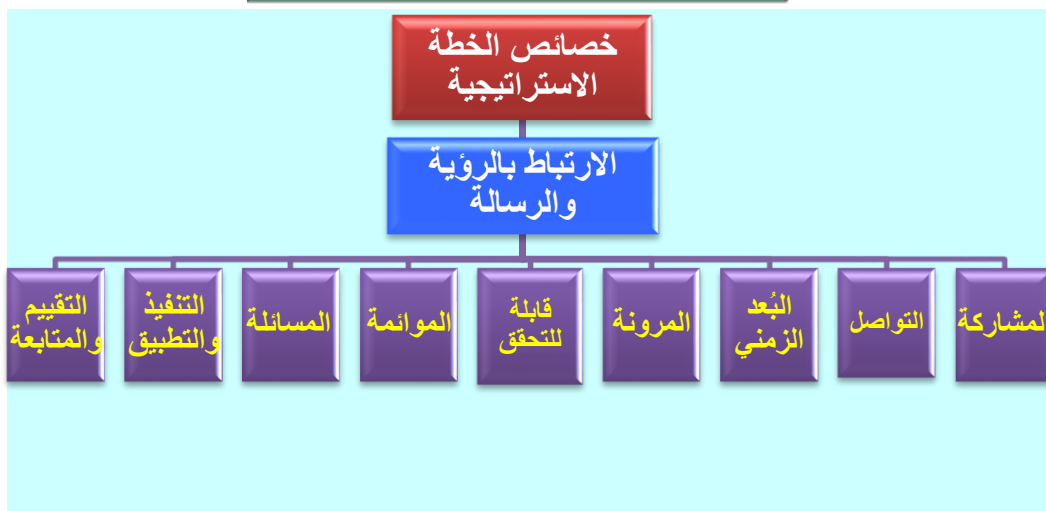 خصائص الخطة
الاستراتيجية
الارتباط بالرؤية
والرسالة
المشاركة
التواصل
البُعد
الزمني
المرونة
قابلة
للتحقق
الموائمة
المسائلة
التنفيذ
والتطبيق
التقييم
والمتابعة